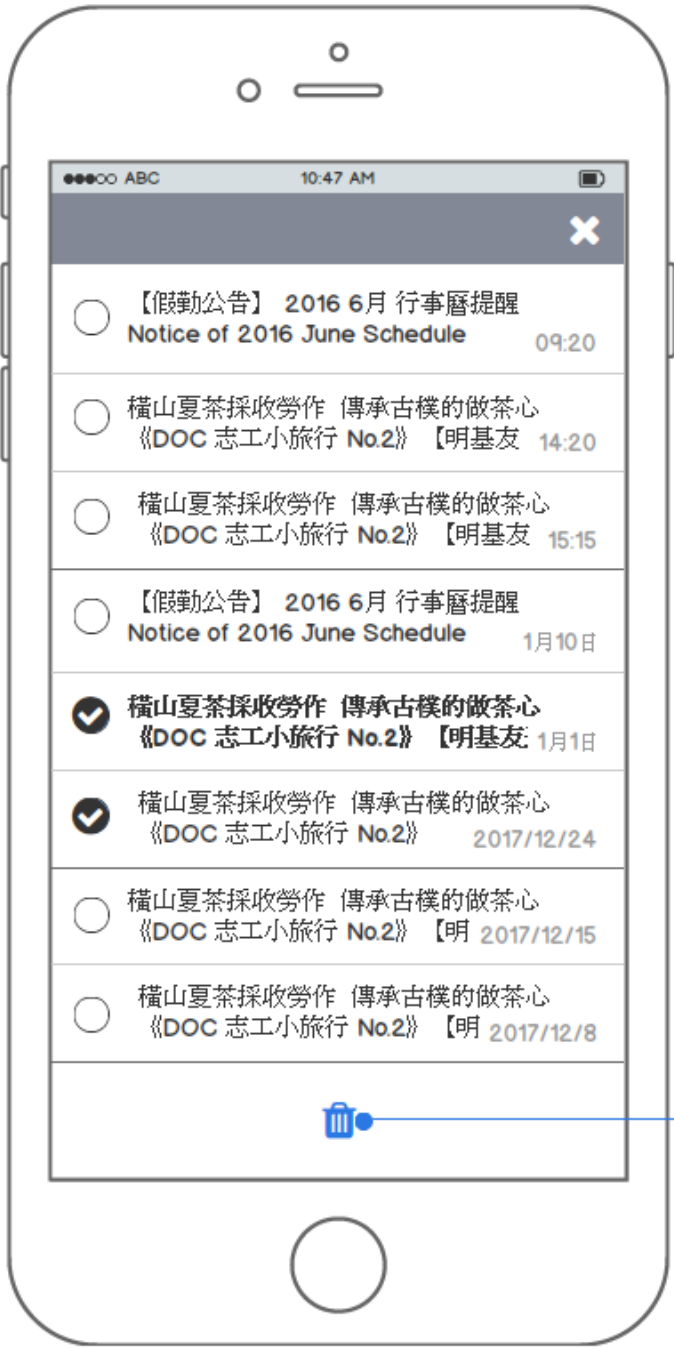 ABC 10:47 AM
【假勤公告】 2016 6月 行事曆提醒
Notice of 2016 June Schedule 09:20
橫山夏茶採收勞作 傳承古樸的做茶心
《DOC 志工小旅行 No.2》【明基友 14:20
橫山夏茶採收勞作 傳承古樸的做茶心
《DOC 志工小旅行 No.2》【明基友 15:15
【假勤公告】 2016 6月 行事曆提醒
Notice of 2016 June Schedule 1月10日
橫山夏茶採收勞作 傳承古樸的做茶心
《DOC 志工小旅行 No.2》【明基友 1月1日
橫山夏茶採收勞作 傳承古樸的做茶心
《DOC 志工小旅行 No.2》 2017/12/24
橫山夏茶採收勞作 傳承古樸的做茶心
《DOC 志工小旅行 No.2》【明 2017/12/15
橫山夏茶採收勞作 傳承古樸的做茶心
《DOC 志工小旅行 No.2》【明 2017/12/8